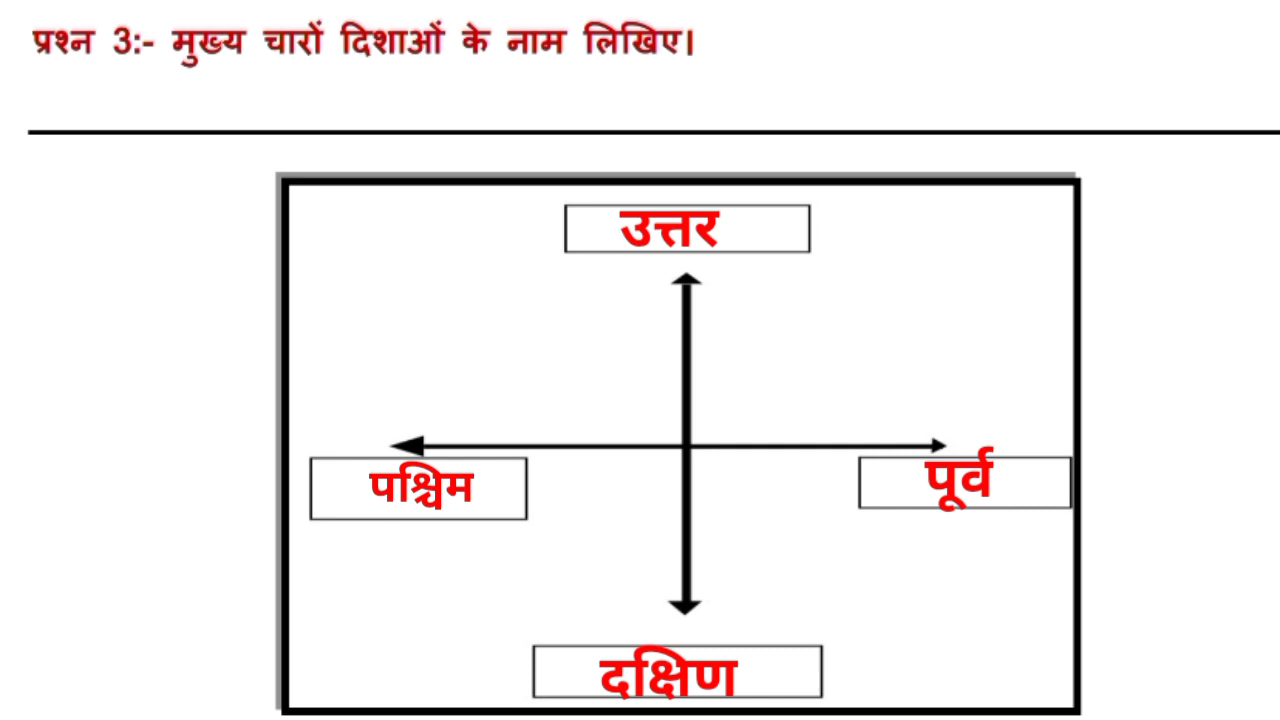 प्रश्न 3:- मुख्य चारों दिशाओं के नाम लिखिए।
उत्तर
पश्चिम
पूर्व
दक्षिण